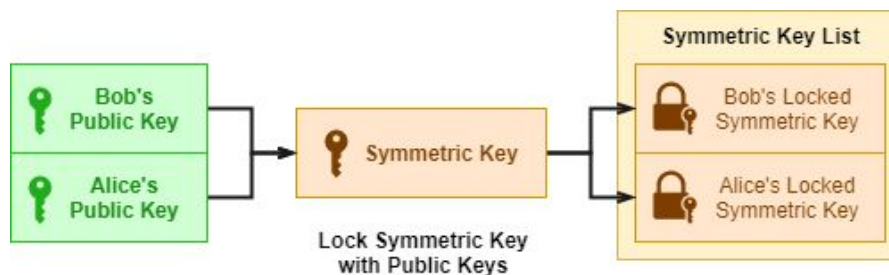 Symmetric Key List
Bob's
Public Key
Bob's Locked
Symmetric Key
Symmetric Key
Alice's
Public Key
Alice's Locked
Symmetric Key
Lock Symmetric Key
with Public Keys